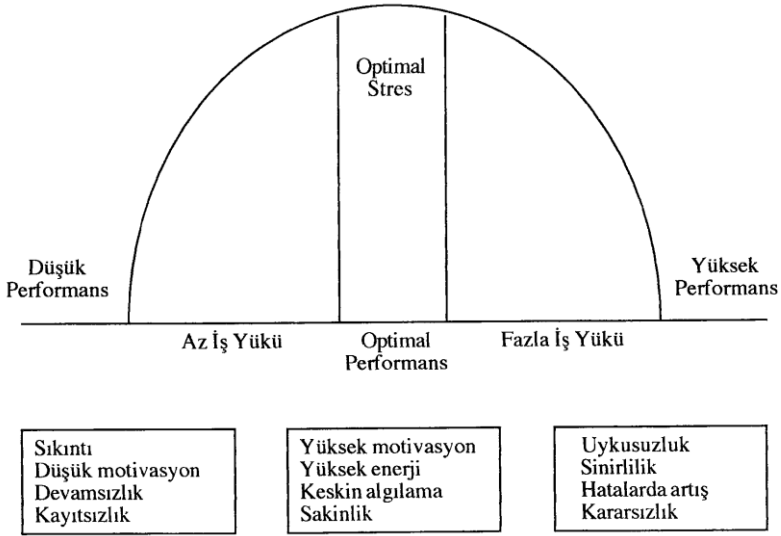 Optimal
Stres
Düşük
Performans
Yüksek
Performans
Az İş Yükü
Optimal
Performans
Fazla İş Yükü
Sıkıntı
Düşük motivasyon
Devamsızlık
Kayıtsızlık
Yüksek motivasyon
Yüksek enerji
Keskin algılama
Sakinlik
Uykusuzluk
Sinirlilik
Hatalarda artış
Kararsızlık